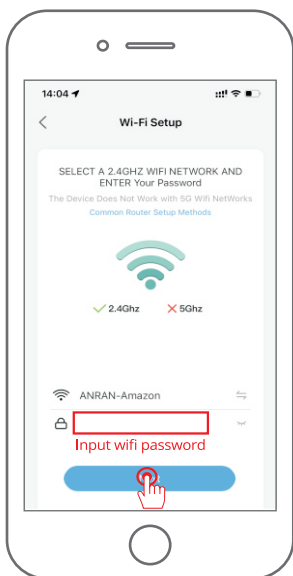 14:04
Wi-Fi Setup
SELECT A 2.4GHZ WIFI NETWORK AND
ENTER Your Password
The Device Does Not Work with 5G Wifi NetWorks
Common Router Setup Methods
2.4Ghz 5Ghz
ANRAN-Amazon
Input wifi password